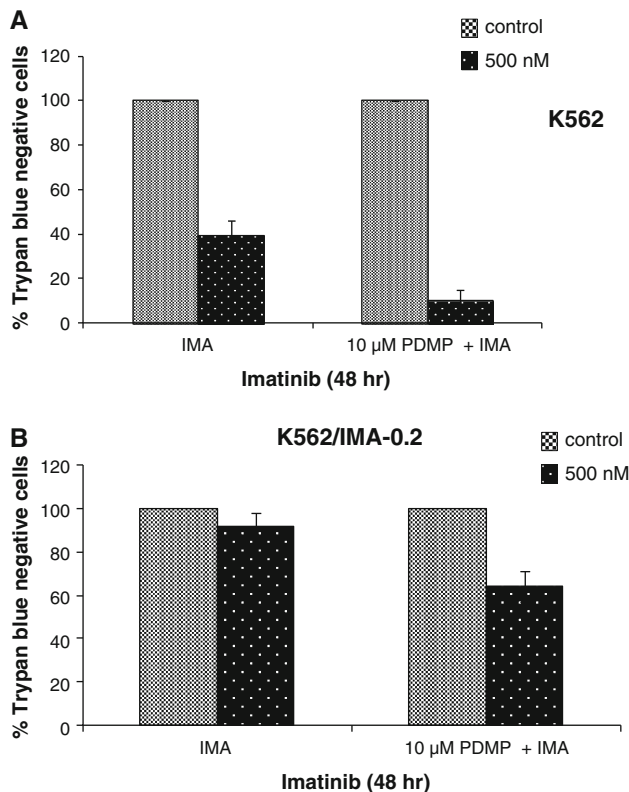 A
control
500 nM
K562
% Trypan blue negative cells
120
100
80
60
40
20
0
IMA
10 µM PDMP + IMA
Imatinib (48 hr)
B
K562/IMA-0.2
control
500 nM
% Trypan blue negative cells
120
100
80
60
40
20
0
IMA
10 µM PDMP + IMA
Imatinib (48 hr)